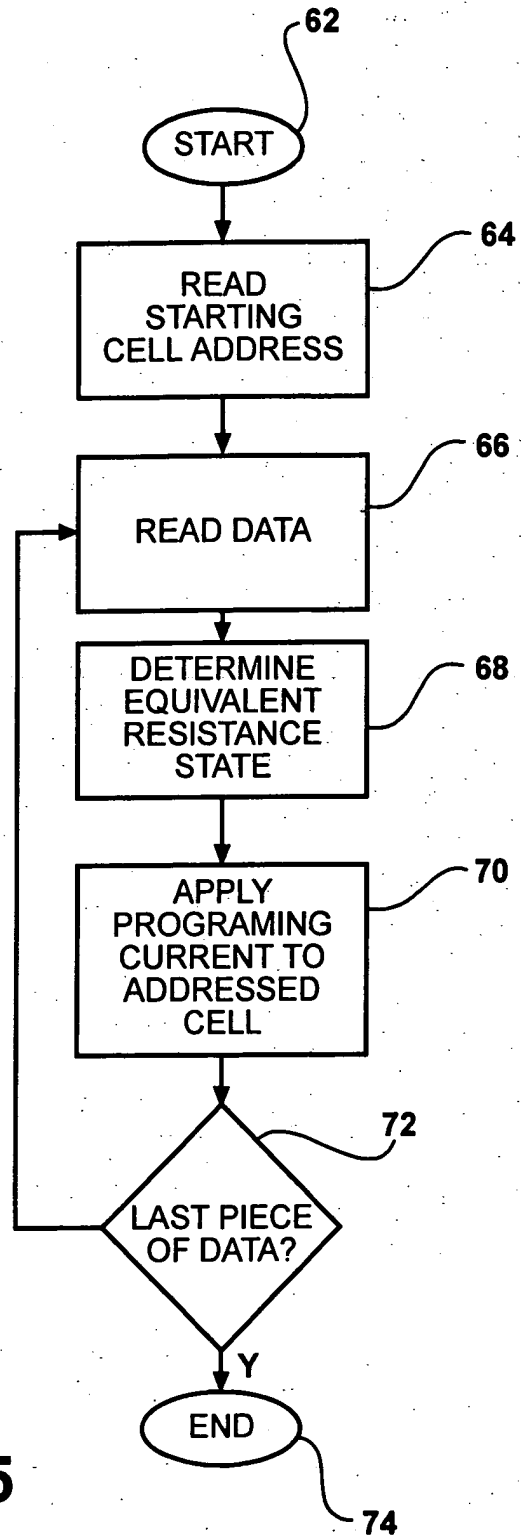 62
START
64
READ
STARTING
CELL ADDRESS
66
READ DATA
68
DETERMINE
EQUIVALENT
RESISTANCE
STATE
70
APPLY
PROGRAMING
CURRENT TO
ADDRESSED
CELL
72
LAST PIECE
OF DATA?
Y
END
5
74